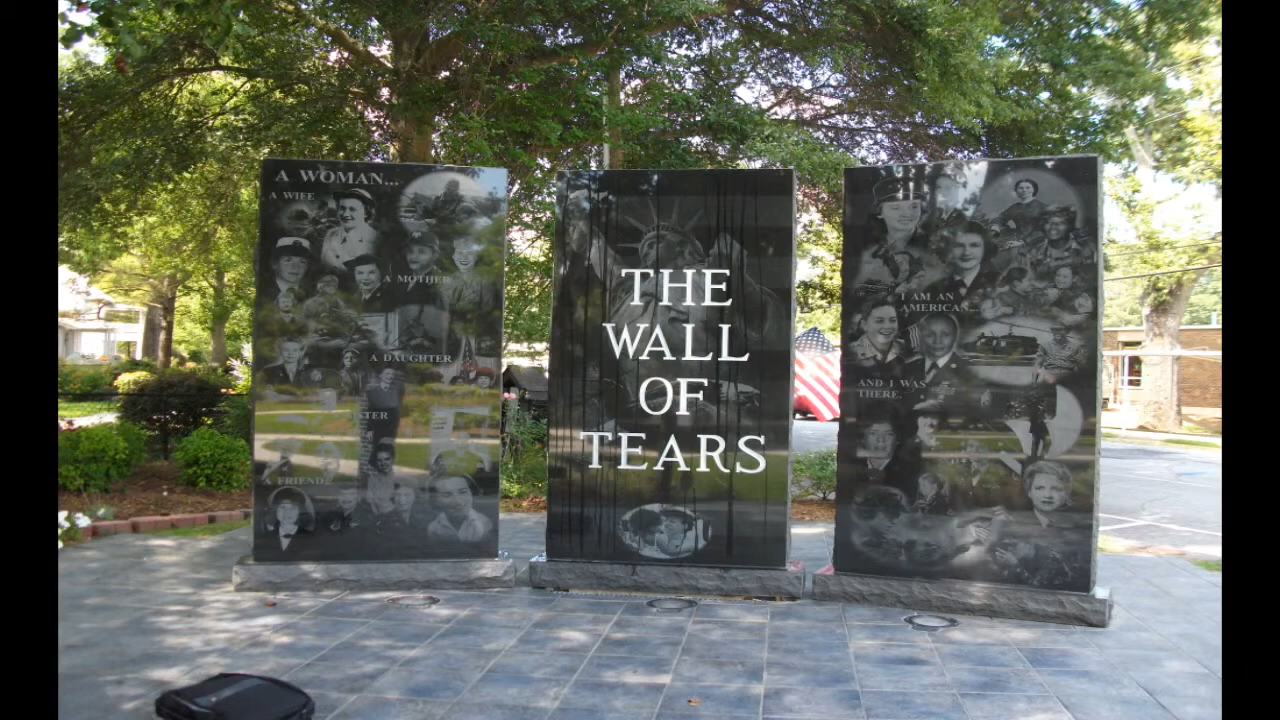 A WOMAN...
A WIFE
A MOTHER
A DAUGHTER
A FRIEND
THE
WALL
OF
TEARS
I AM AN
AMERICAN...
AND I WAS
THERE.